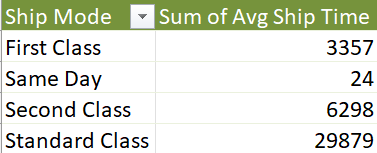 Ship Mode Sum of Avg Ship Time
First Class 3357
Same Day 24
Second Class 6298
Standard Class 29879